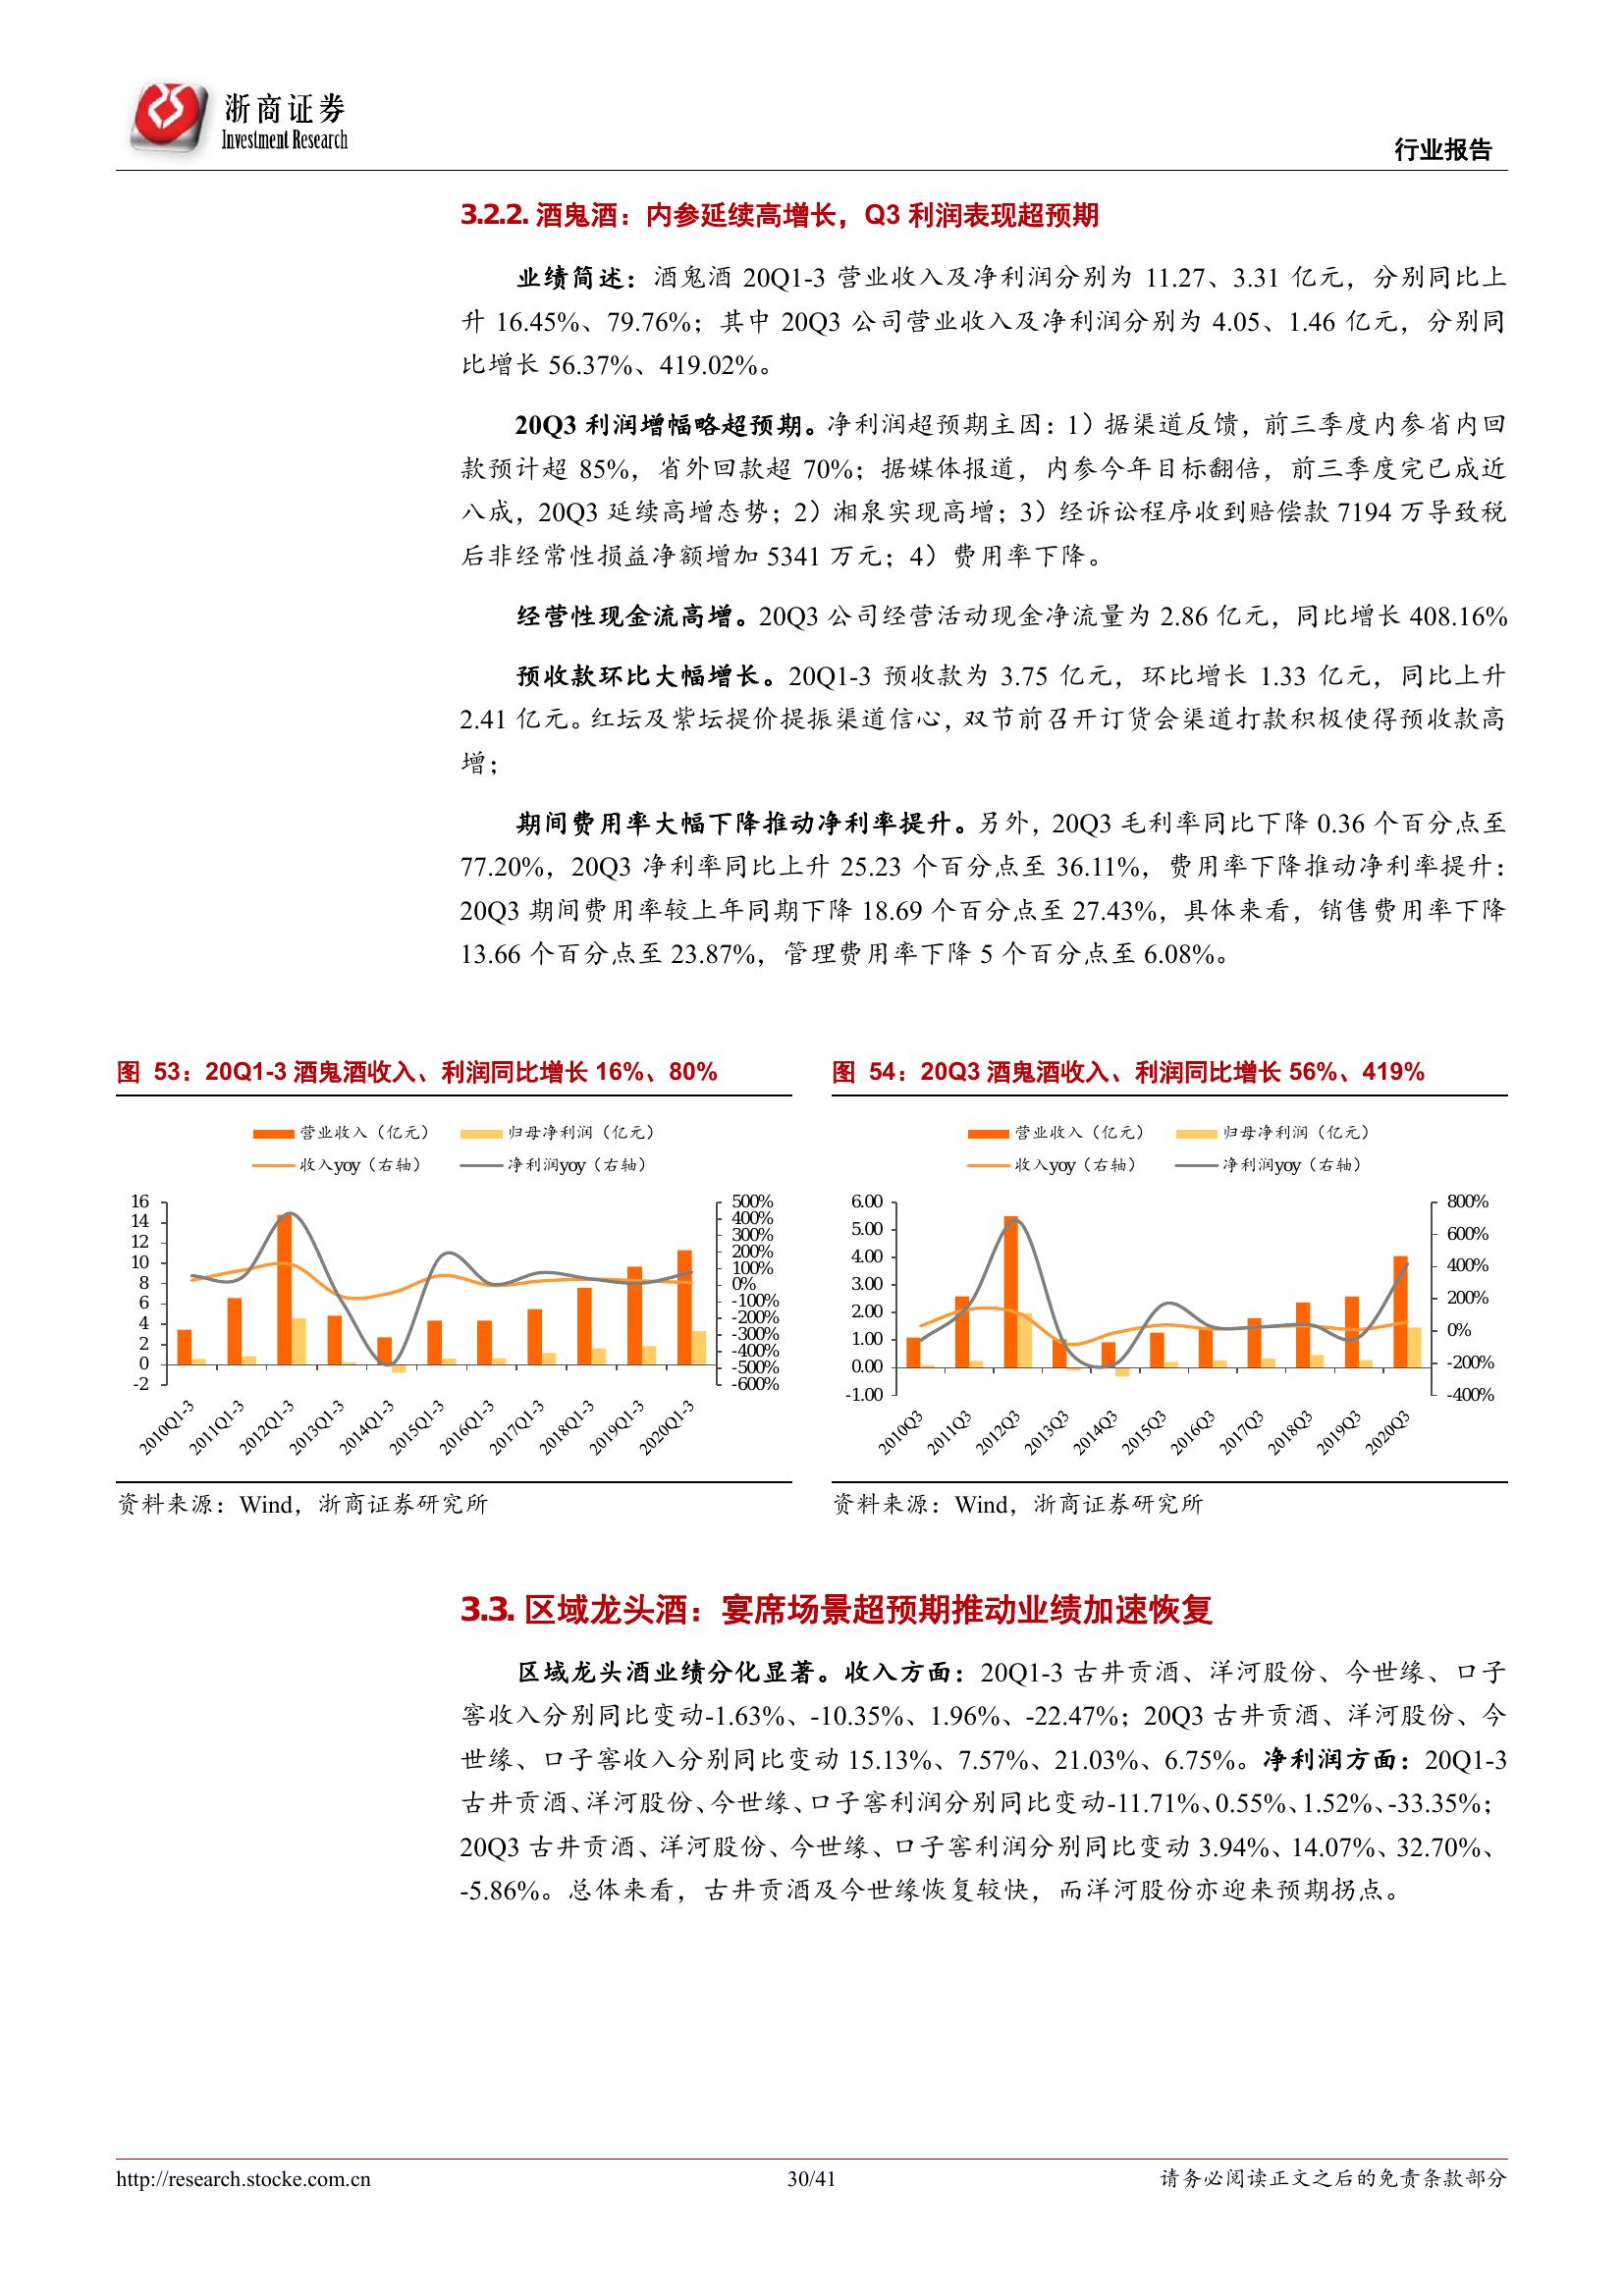 浙商证券
Investment Research
行业报告
3.2.2. 酒鬼酒：内参延续高增长，Q3 利润表现超预期
业绩简述：酒鬼酒 20Q1-3 营业收入及净利润分别为 11.27、3.31 亿元，分别同比上
升 16.45%、79.76%；其中 20Q3 公司营业收入及净利润分别为 4.05、1.46 亿元，分别同
比增长 56.37%、419.02%。
20Q3 利润增幅略超预期。净利润超预期主因：1）据渠道反馈，前三季度内参省内回
款预计超 85%，省外回款超 70%；据媒体报道，内参今年目标翻倍，前三季度完已成近
八成，20Q3 延续高增态势；2）湘泉实现高增；3）经诉讼程序收到赔偿款 7194 万导致税
后非经常性损益净额增加 5341 万元；4）费用率下降。
经营性现金流高增。20Q3 公司经营活动现金净流量为 2.86 亿元，同比增长 408.16%
预收款环比大幅增长。20Q1-3 预收款为 3.75 亿元，环比增长 1.33 亿元，同比上升
2.41 亿元。红坛及紫坛提价提振渠道信心，双节前召开订货会渠道打款积极使得预收款高
增；
期间费用率大幅下降推动净利率提升。另外，20Q3 毛利率同比下降 0.36 个百分点至
77.20%，20Q3 净利率同比上升 25.23 个百分点至 36.11%，费用率下降推动净利率提升：
20Q3 期间费用率较上年同期下降 18.69 个百分点至 27.43%，具体来看，销售费用率下降
13.66 个百分点至 23.87%，管理费用率下降 5 个百分点至 6.08%。
图 53：20Q1-3 酒鬼酒收入、利润同比增长 16%、80%
营业收入（亿元） 归母净利润（亿元）
收入yoy（右轴） 净利润yoy（右轴）
16
14
12
10
8
6
4
2
0
-2
500%
400%
300%
200%
100%
0%
-100%
-200%
-300%
-400%
-500%
-600%
2010Q1-3 2011Q1-3 2012Q1-3 2013Q1-3 2014Q1-3 2015Q1-3 2016Q1-3 2017Q1-3 2018Q1-3 2019Q1-3 2020Q1-3
资料来源：Wind，浙商证券研究所
图 54：20Q3 酒鬼酒收入、利润同比增长 56%、419%
营业收入（亿元） 归母净利润（亿元）
收入yoy（右轴） 净利润yoy（右轴）
6.00
5.00
4.00
3.00
2.00
1.00
0.00
-1.00
800%
600%
400%
200%
0%
-200%
-400%
2010Q3 2011Q3 2012Q3 2013Q3 2014Q3 2015Q3 2016Q3 2017Q3 2018Q3 2019Q3 2020Q3
资料来源：Wind，浙商证券研究所
3.3. 区域龙头酒：宴席场景超预期推动业绩加速恢复
区域龙头酒业绩分化显著。收入方面：20Q1-3 古井贡酒、洋河股份、今世缘、口子
窖收入分别同比变动-1.63%、-10.35%、1.96%、-22.47%；20Q3 古井贡酒、洋河股份、今
世缘、口子窖收入分别同比变动 15.13%、7.57%、21.03%、6.75%。净利润方面：20Q1-3
古井贡酒、洋河股份、今世缘、口子窖利润分别同比变动-11.71%、0.55%、1.52%、-33.35%；
20Q3 古井贡酒、洋河股份、今世缘、口子窖利润分别同比变动 3.94%、14.07%、32.70%、
-5.86%。总体来看，古井贡酒及今世缘恢复较快，而洋河股份亦迎来预期拐点。
http://research.stocke.com.cn
30/41
请务必阅读正文之后的免责条款部分